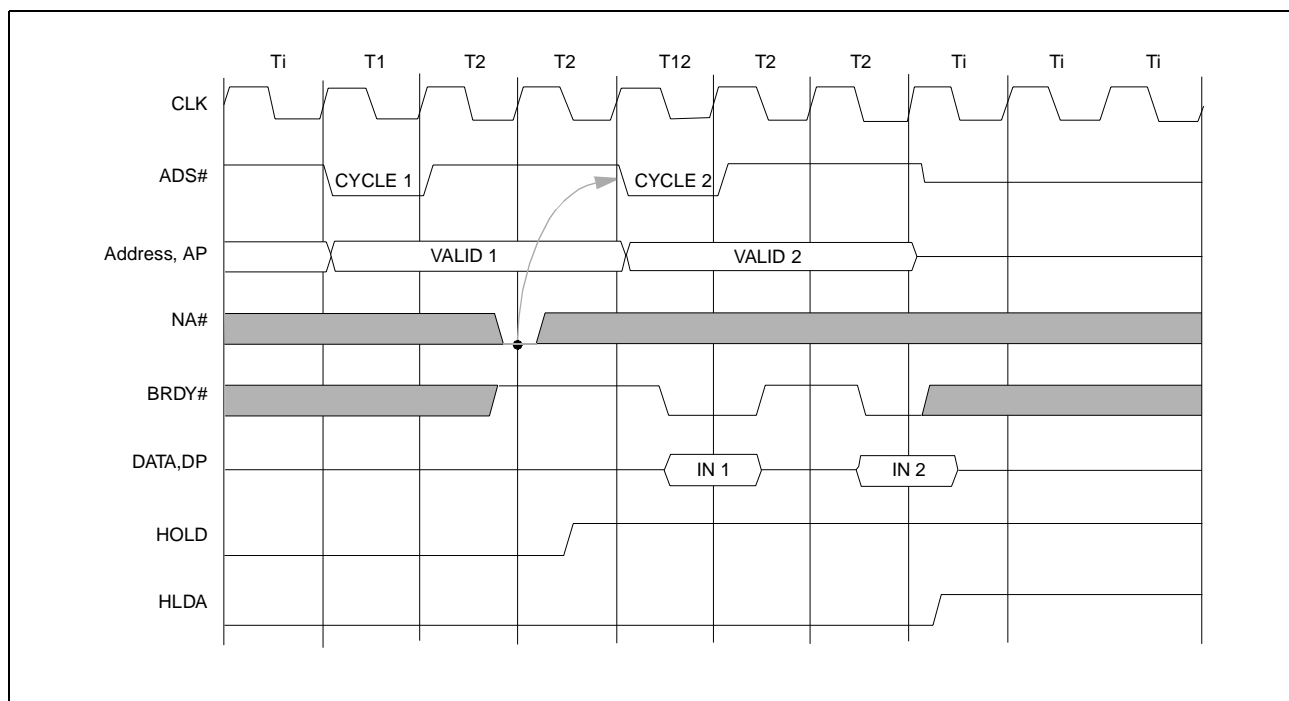 Ti T1 T2 T2 T12 T2 T2 Ti Ti Ti
CLK
ADS# CYCLE 1 CYCLE 2
Address, AP VALID 1 VALID 2
NA#
BRDY#
DATA,DP IN 1 IN 2
HOLD
HLDA